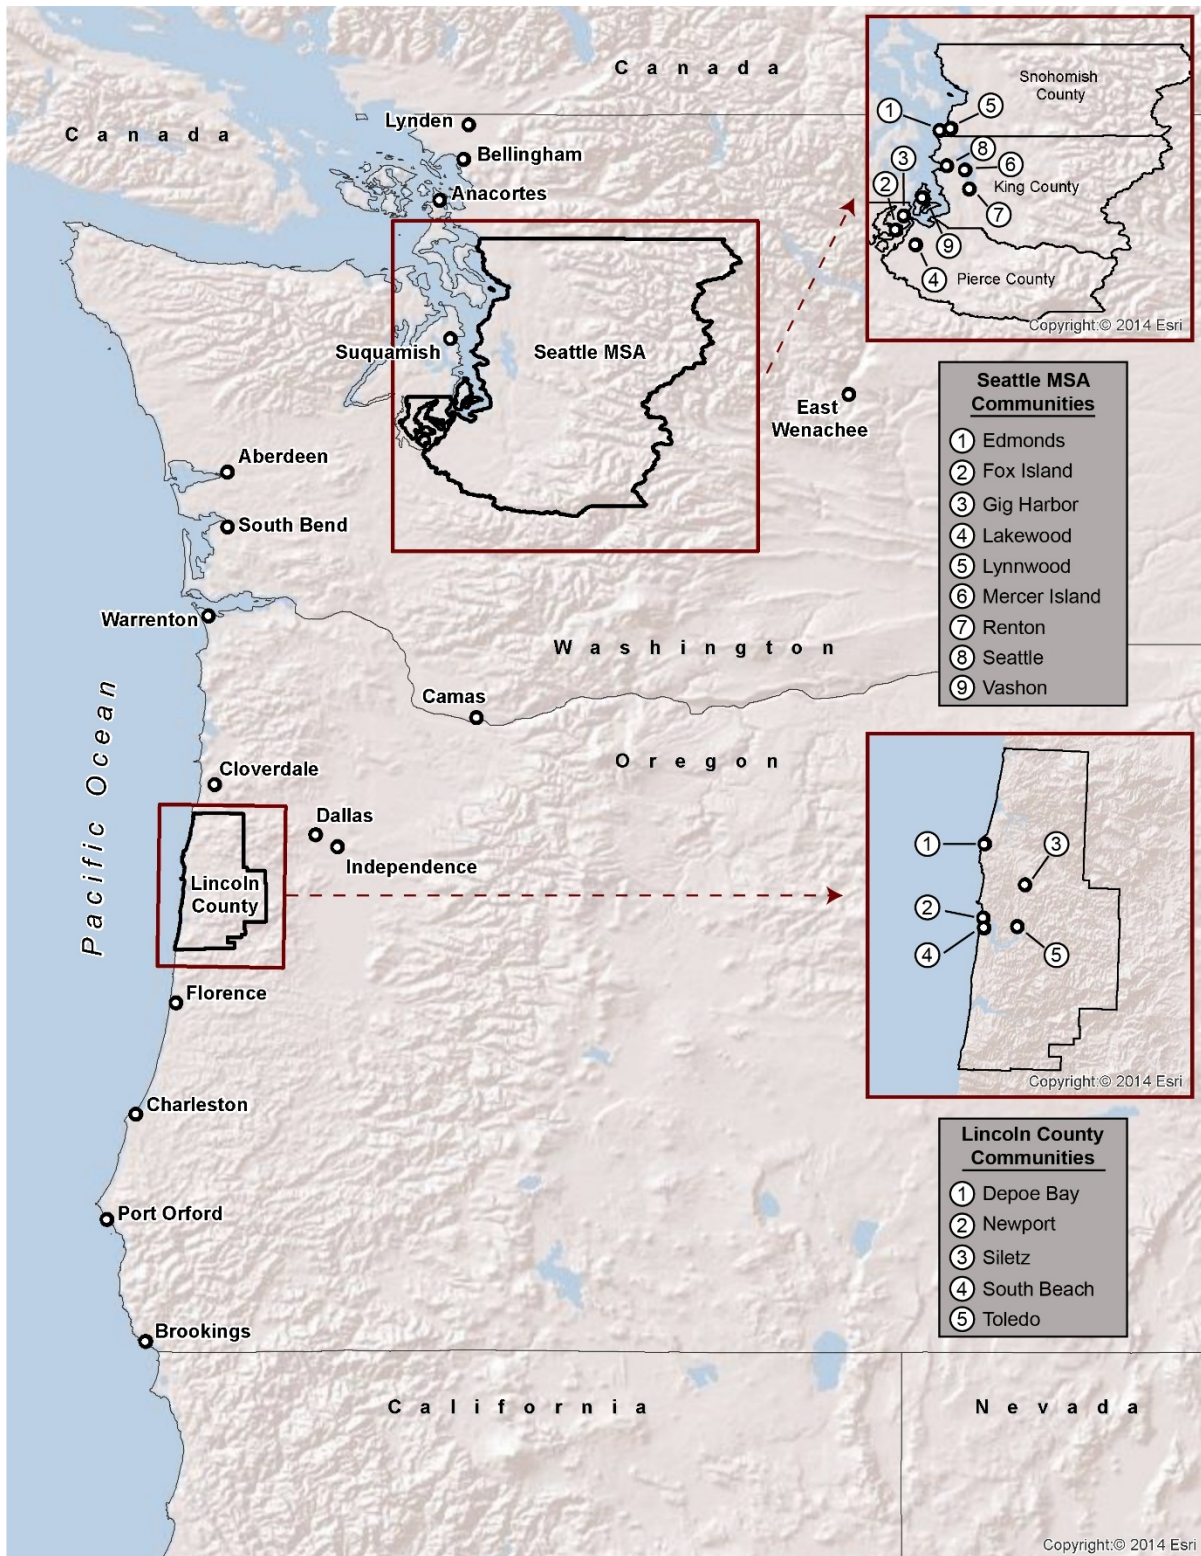 Canada
Canada
Lynden
Bellingham
Anacortes
Suquamish
Seattle MSA
East
Wenachee
Aberdeen
South Bend
Warrenton
Washington
Camas
Oregon
Pacific Ocean
Cloverdale
Dallas
Independence
Lincoln
County
Florence
Charleston
Port Orford
Brookings
California
Nevada
Snohomish
County
1
5
3
8
2
6
King County
7
9
4
Pierce County
Copyright:© 2014 Esri
Seattle MSA
Communities
1 Edmonds
2 Fox Island
3 Gig Harbor
4 Lakewood
5 Lynnwood
6 Mercer Island
7 Renton
8 Seattle
9 Vashon
1
3
2
4
5
Copyright:© 2014 Esri
Lincoln County
Communities
1 Depoe Bay
2 Newport
3 Siletz
4 South Beach
5 Toledo
Copyright:© 2014 Esri